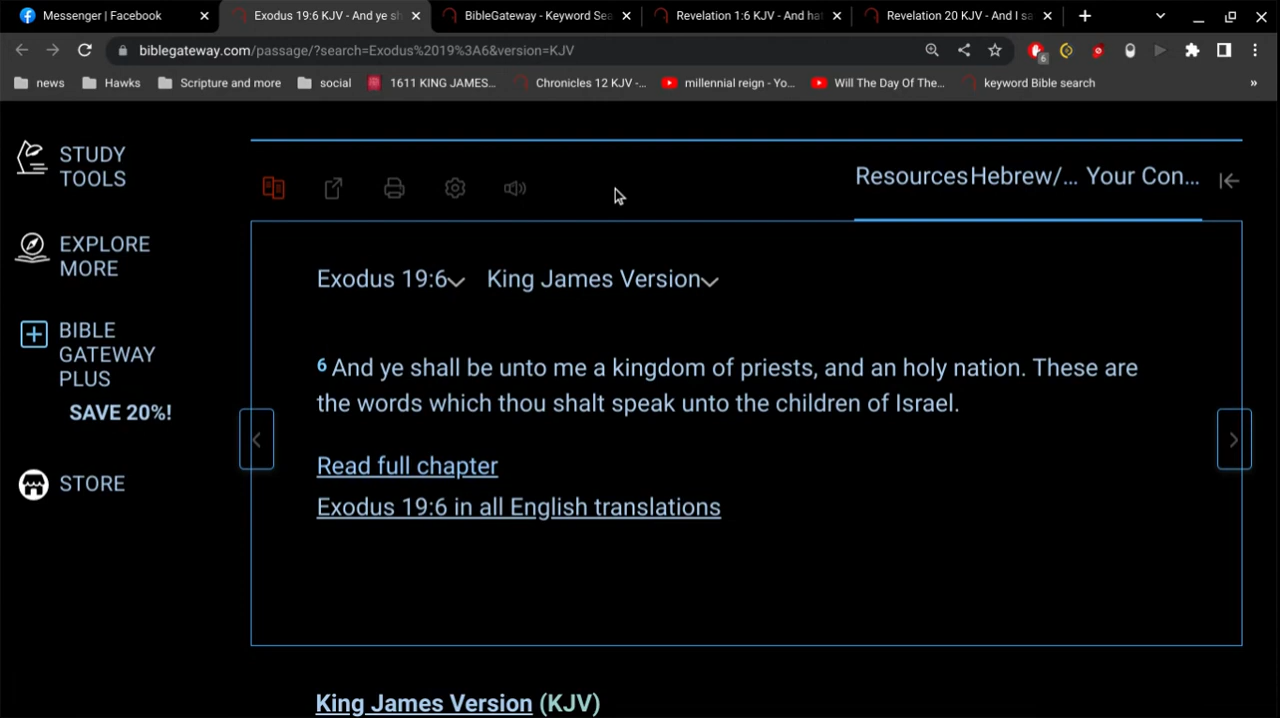 Messenger | Facebook
Exodus 19:6 KJV - And ye sh
BibleGateway - Keyword Sea
Revelation 1:6 KJV - And hat
Revelation 20 KJV - And I sa
biblegateway.com/passage/?search=Exodus%2019%3A6&version=KJV
6
news
Hawks
Scripture and more
social
1611 KING JAMES...
Chronicles 12 KJV -...
millennial reign - Yo...
Will The Day Of The...
keyword Bible search
»
STUDY
TOOLS
EXPLORE
MORE
BIBLE
GATEWAY
PLUS
SAVE 20%!
STORE
Resources Hebrew/... Your Con...
Exodus 19:6 King James Version
6 And ye shall be unto me a kingdom of priests, and an holy nation. These are
the words which thou shalt speak unto the children of Israel.
Read full chapter
Exodus 19:6 in all English translations
King James Version (KJV)